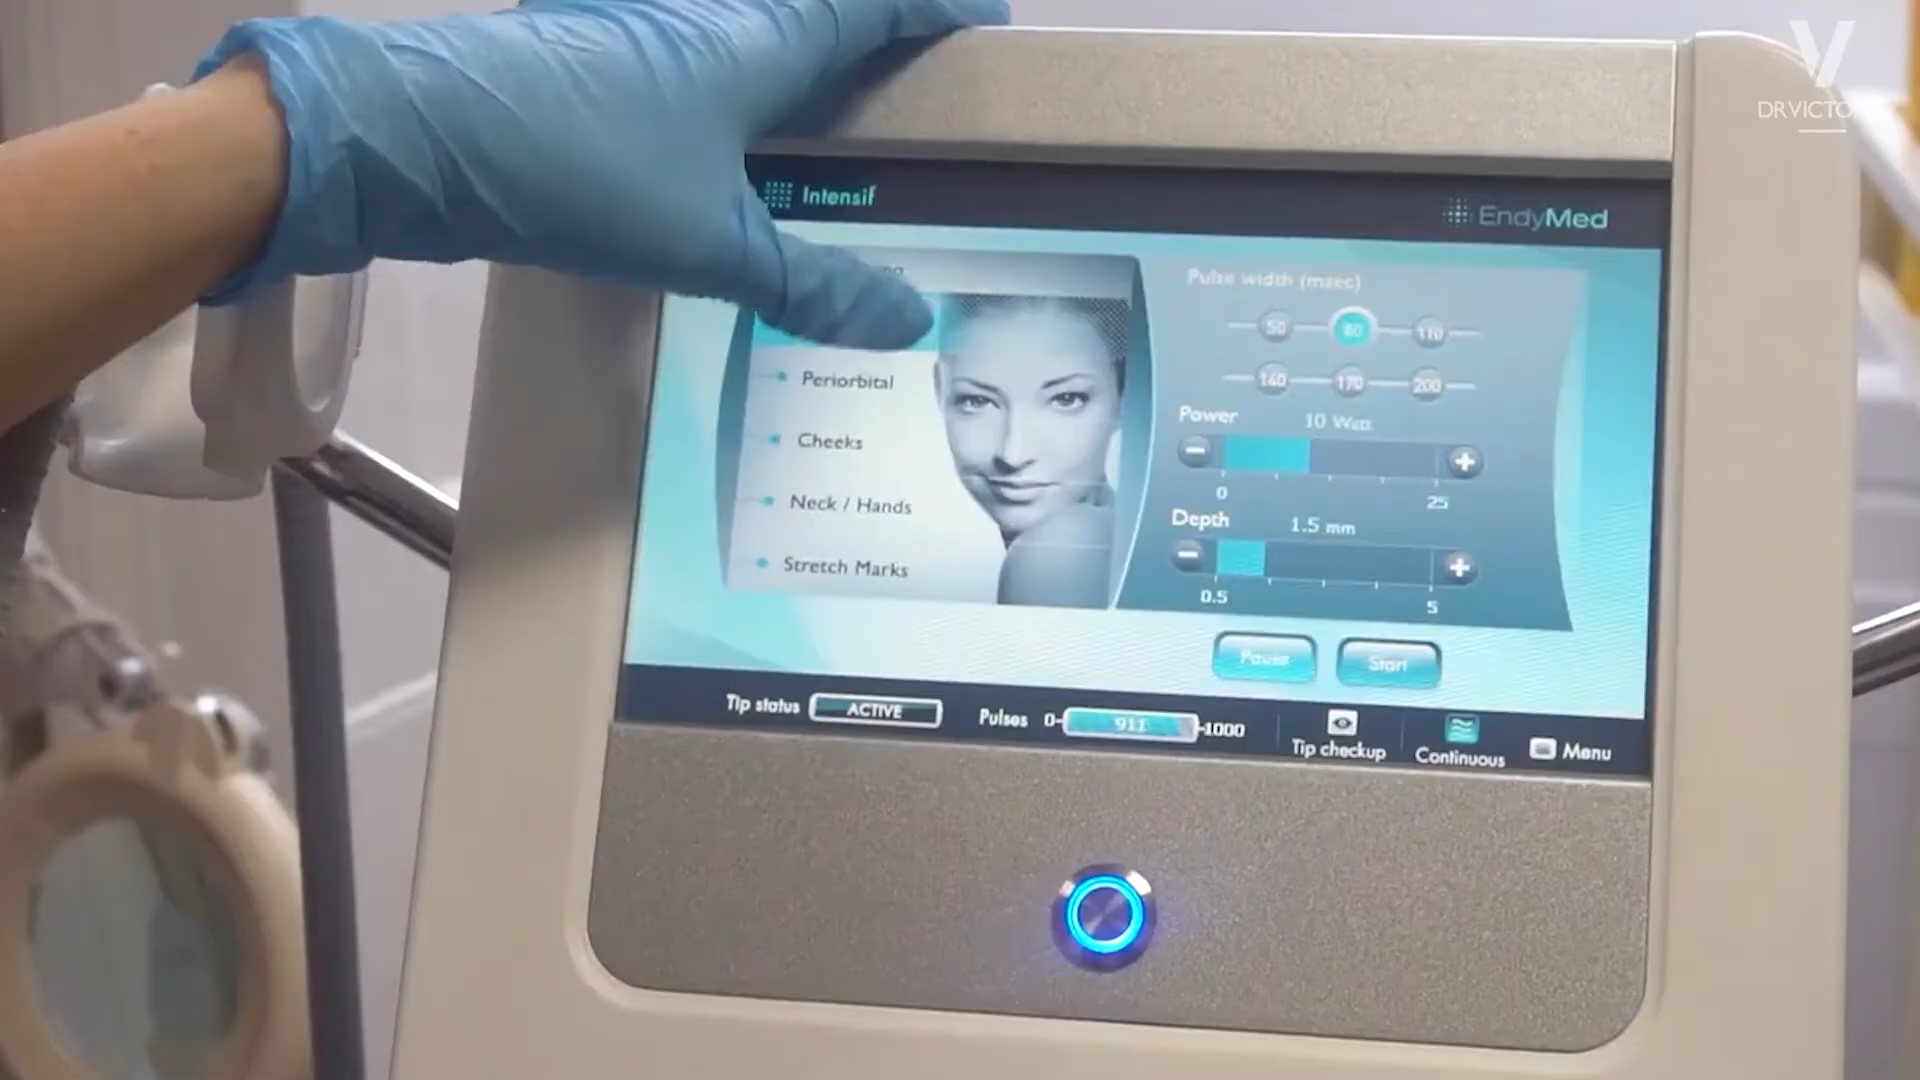 V
DRVICTO
Intensif
EndyMed
Periorbital
Cheeks
Neck / Hands
Stretch Marks
Pulse width (msec)
50 80 110
140 170 200
Power 10 Watt
- +
0 25
Depth 1.5 mm
- +
0.5 5
Pause Start
Tip status ACTIVE Pulses 0- 911 -1000 Tip checkup Continuous Menu